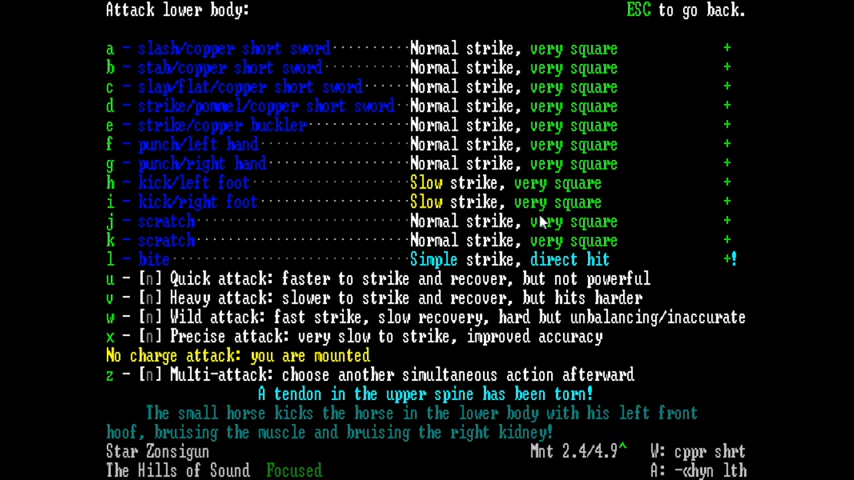 Attack lower body: ESC to go back.
a - slash/copper short sword Normal strike, very square +
b - stab/copper short sword Normal strike, very square +
c - slap/flat/copper short sword Normal strike, very square +
d - strike/pommel/copper short sword Normal strike, very square +
e - strike/copper buckler Normal strike, very square +
f - punch/left hand Normal strike, very square +
g - punch/right hand Normal strike, very square +
h - kick/left foot Slow strike, very square +
i - kick/right foot Slow strike, very square +
j - scratch Normal strike, very square +
k - scratch Normal strike, very square +
l - bite Simple strike, direct hit +!
u - [n] Quick attack: faster to strike and recover, but not powerful
v - [n] Heavy attack: slower to strike and recover, but hits harder
w - [n] Wild attack: fast strike, slow recovery, hard but unbalancing/inaccurate
x - [n] Precise attack: very slow to strike, improved accuracy
No charge attack: you are mounted
z - [n] Multi-attack: choose another simultaneous action afterward
A tendon in the upper spine has been torn!
The small horse kicks the horse in the lower body with his left front
hoof, bruising the muscle and bruising the right kidney!
Star Zonsigun Mnt 2.4/4.9^ W: cppr shrt
The Hills of Sound Focused A: -«hyn lth